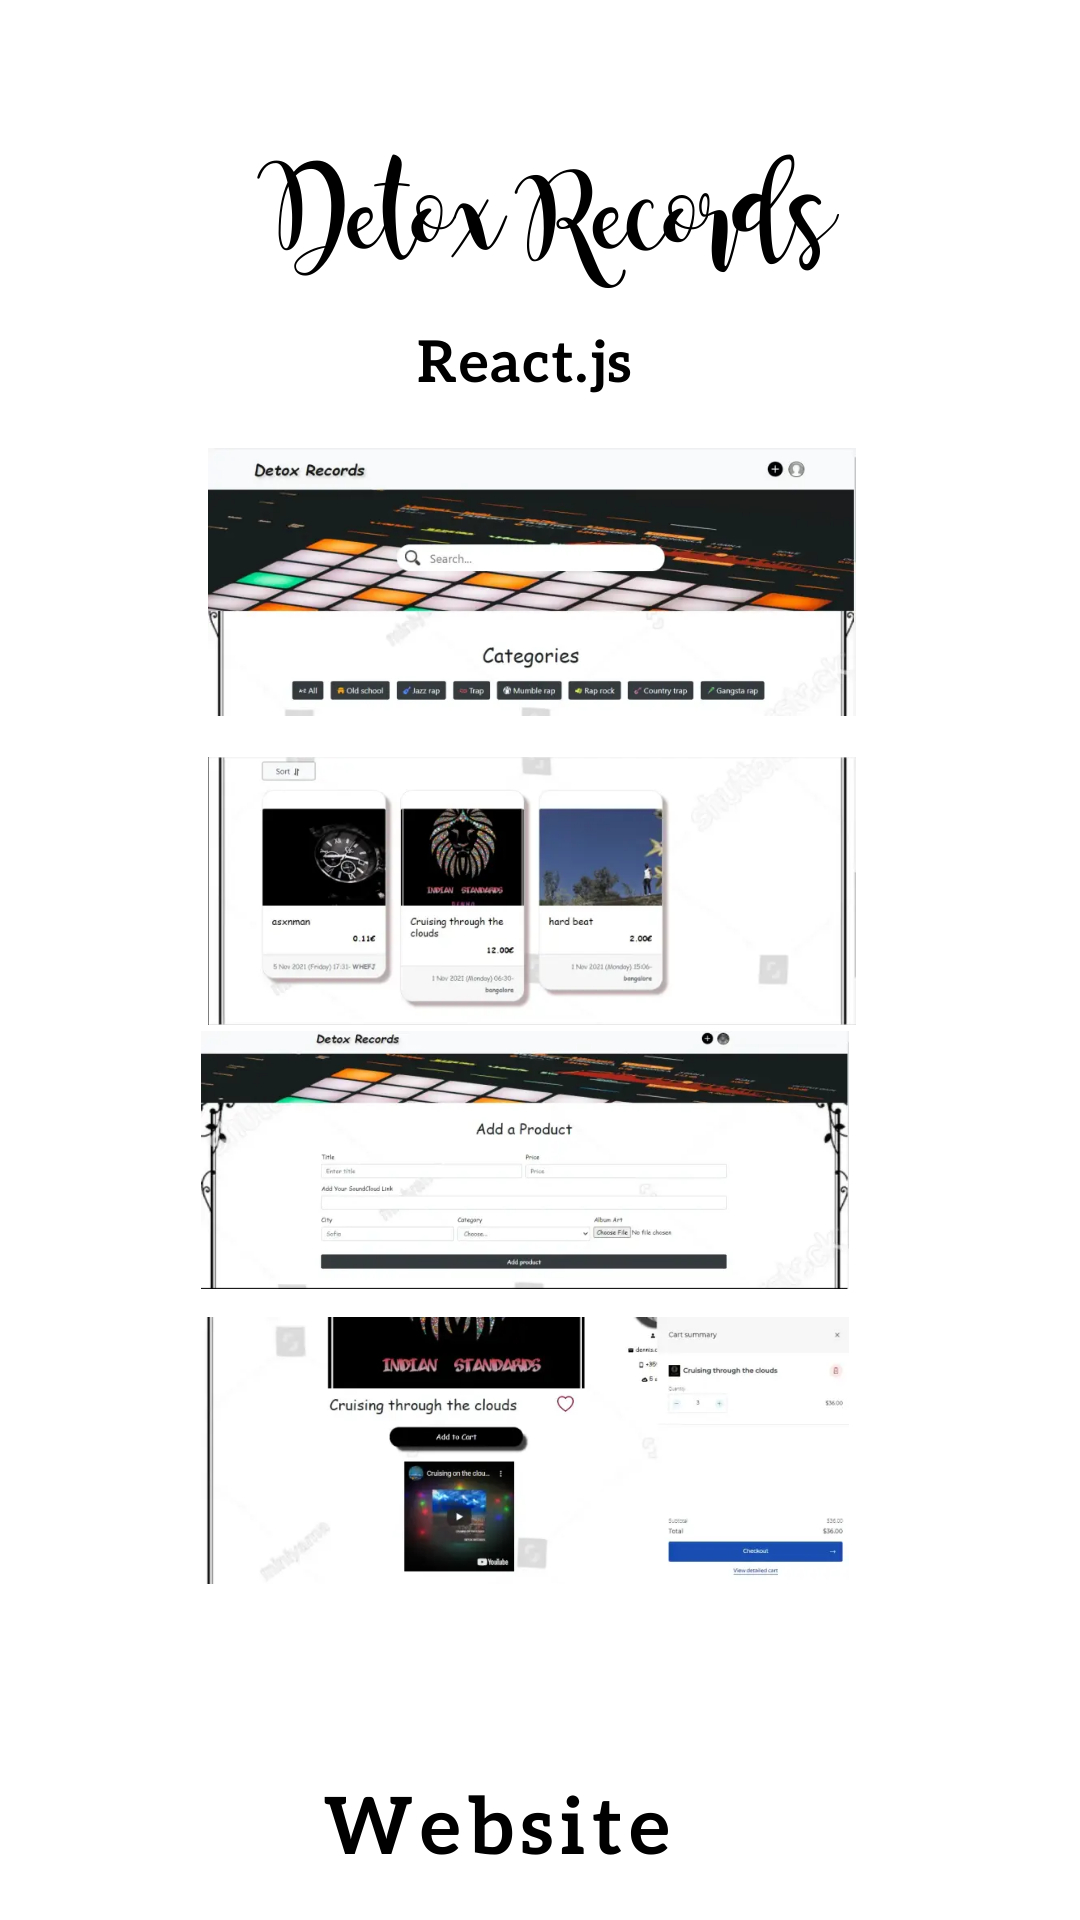 Detox Records
React.js
Detox Records
Search...
Categories
All Old school Jazz rap Trap Mumble rap Rap rock Country trap Gangsta rap
Sort
INDIAN STANDARDS
asxnman
0.11€
5 Nov 2021 (Friday) 17:31- WHEFJ
Cruising through the
clouds
12.00€
1 Nov 2021 (Monday) 06:30-
bangalore
hard beat
2.00€
1 Nov 2021 (Monday) 15:06-
bangalore
Detox Records
Add a Product
Title Price
Enter title Price
Add Your SoundCloud Link
City Category Album Art
Sofia Choose... Choose File No file chosen
Add product
INDIAN STANDARDS
Cruising through the clouds
Add to Cart
Cruising on the clou...
YouTube
Cart summary
Cruising through the clouds
Quantity
3 $36.00
Subtotal $36.00
Total $36.00
Checkout
View detailed cart
Website